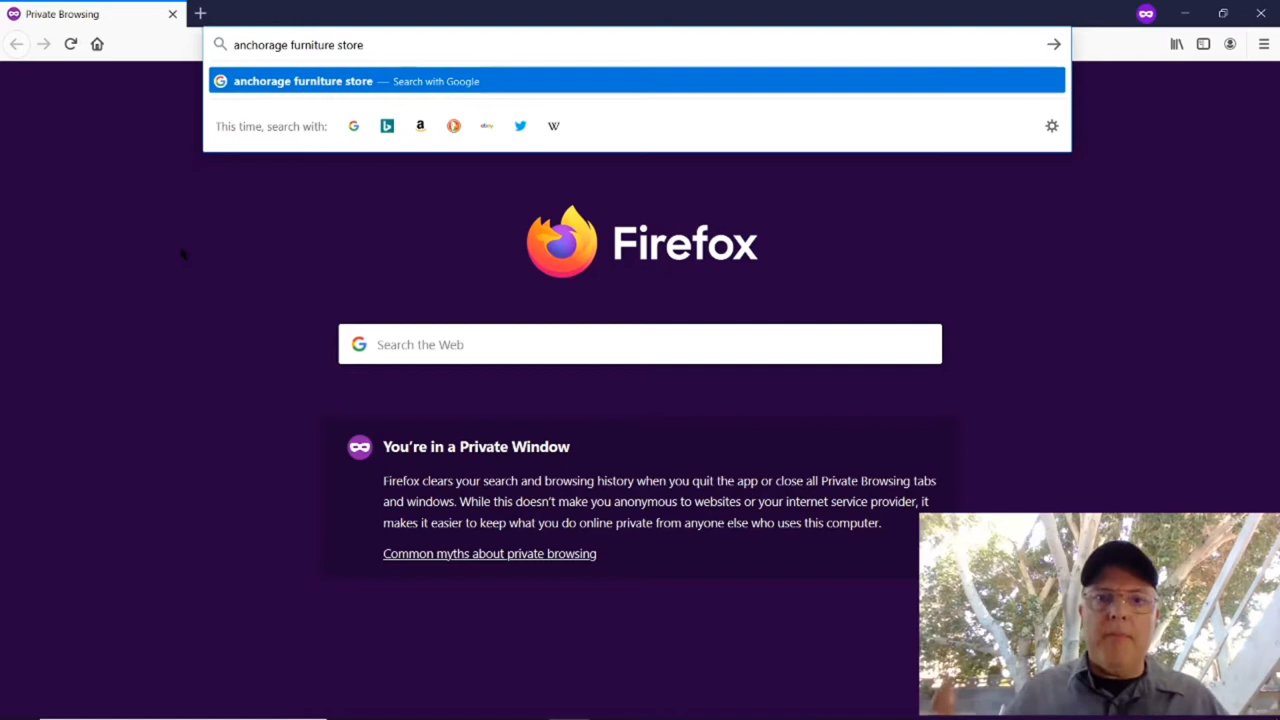 Private Browsing
anchorage furniture store
anchorage furniture store — Search with Google
This time, search with:
ebay
Firefox
Search the Web
You're in a Private Window
Firefox clears your search and browsing history when you quit the app or close all Private Browsing tabs
and windows. While this doesn't make you anonymous to websites or your internet service provider, it
makes it easier to keep what you do online private from anyone else who uses this computer.
Common myths about private browsing